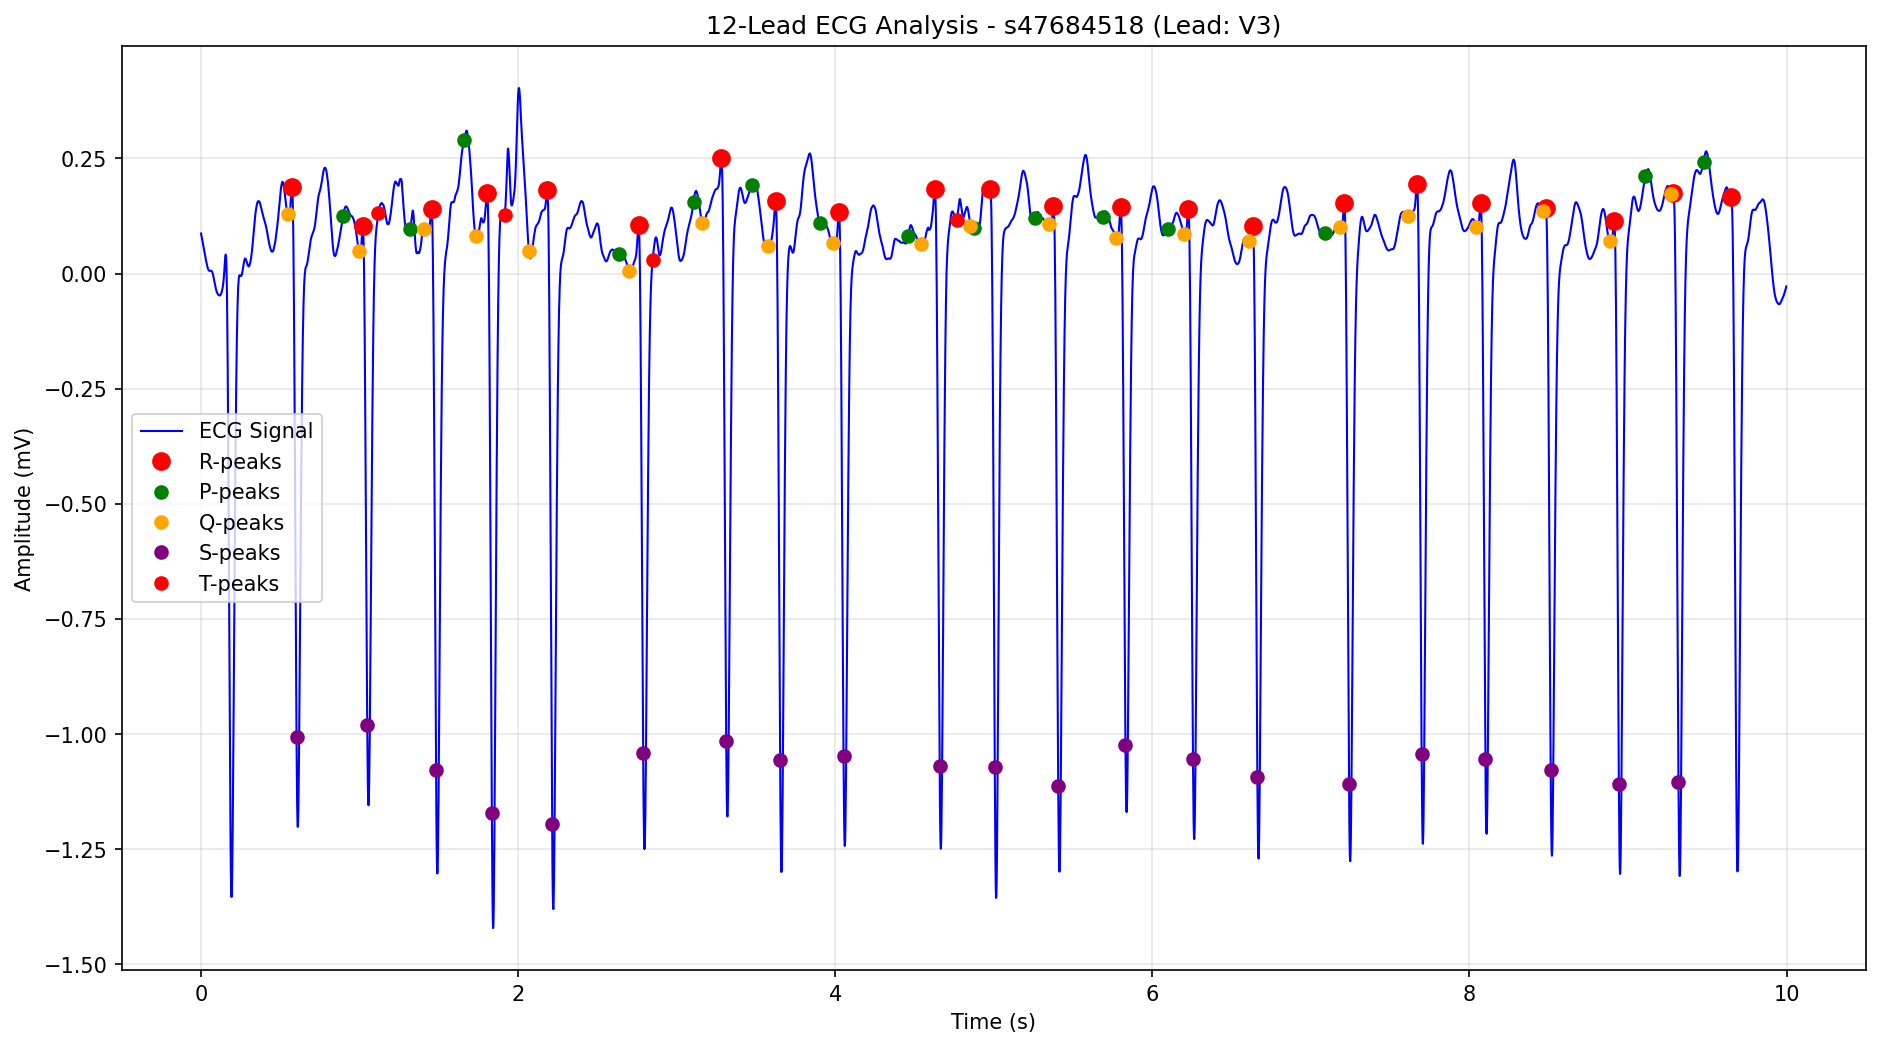 12-Lead ECG Analysis - s47684518 (Lead: V3)
Amplitude (mV)
0.25
0.00
−0.25
−0.50
−0.75
−1.00
−1.25
−1.50
ECG Signal
R-peaks
P-peaks
Q-peaks
S-peaks
T-peaks
0 2 4 6 8 10
Time (s)